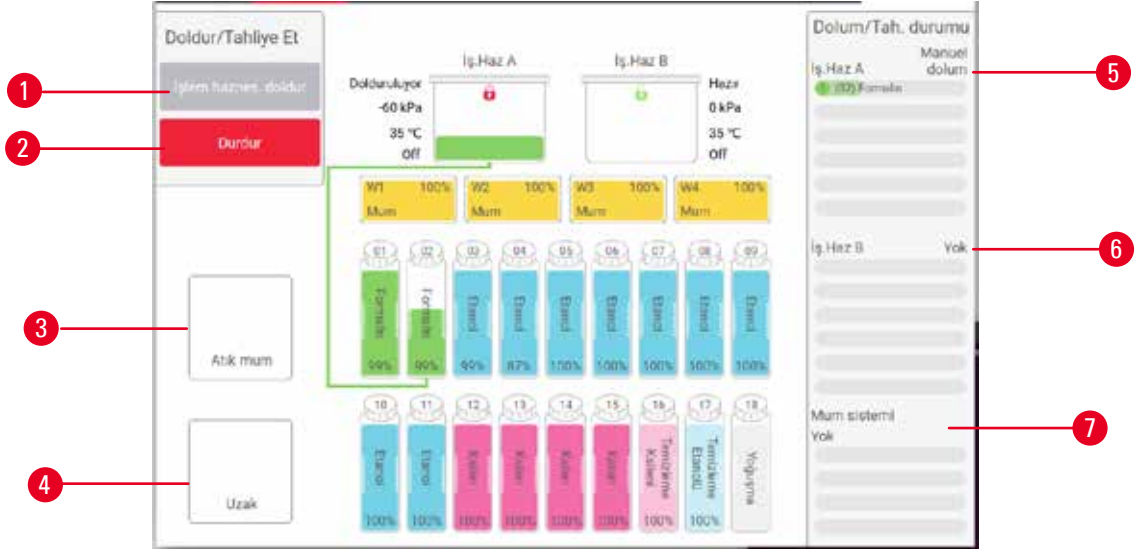 Doldur/Tahliye Et
İşlem haznes. doldur
Durdur
Atık mum
Uzak
1
2
3
4
İş.Haz A
İş.Haz B
Dolduruluyor
-60 kPa
35 °C
Off
Hazır
0 kPa
35 °C
Off
W1 100%
Mum
W2 100%
Mum
W3 100%
Mum
W4 100%
Mum
01 02 03 04 05 06 07 08 09
Formalin
Formalin
Etanol
Etanol
Etanol
Etanol
Etanol
Etanol
Etanol
99% 99% 99% 87% 100% 100% 100% 100% 100%
10 11 12 13 14 15 16 17 18
Etanol
Etanol
Ksilen
Ksilen
Ksilen
Ksilen
Temizleme Ksileni
Temizleme Etanolü
Yoğuşma
100% 100% 100% 100% 100% 100% 100% 100%
Dolum/Tah. durumu
İş.Haz A
Manuel dolum
1 (02) Formalin
İş.Haz B Yok
Mum sistemi
Yok
5
6
7